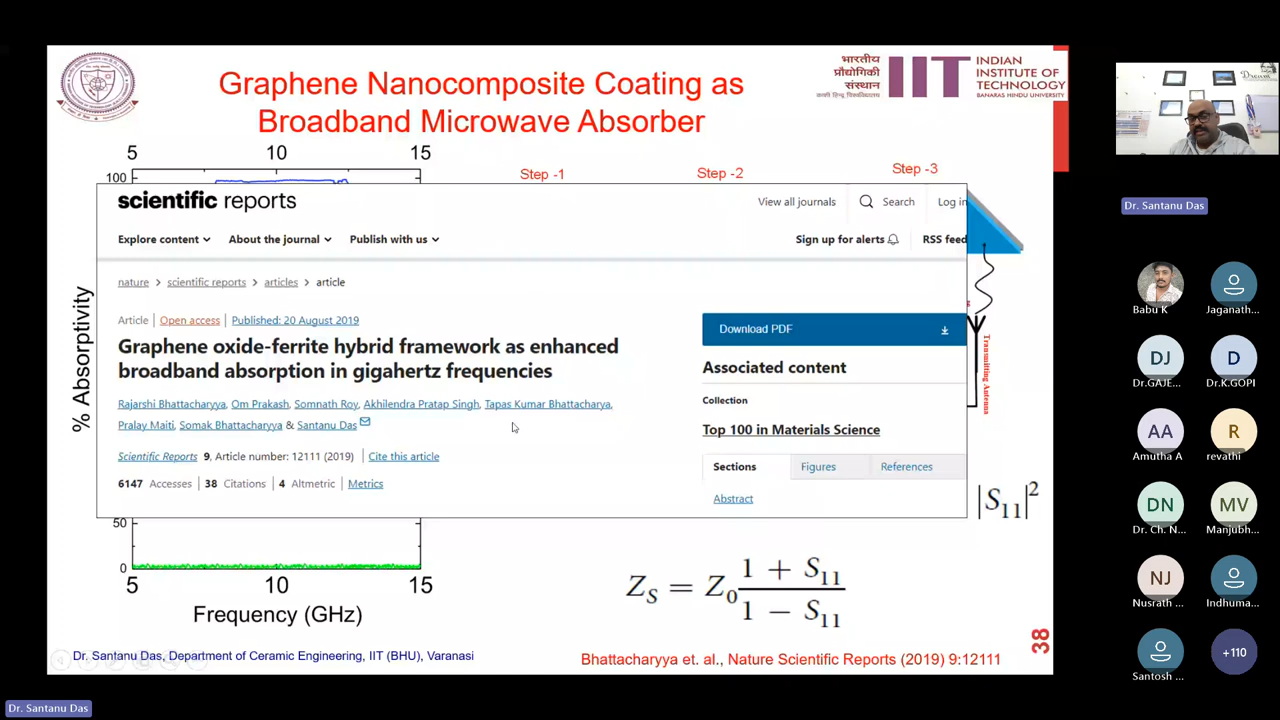 Graphene Nanocomposite Coating as
Broadband Microwave Absorber
भारतीय
प्रौद्योगिकी
संस्थान
IIT
INDIAN
INSTITUTE OF
TECHNOLOGY
BANARAS HINDU UNIVERSITY
5 10 15
100
Step -1 Step -2 Step -3
scientific reports
View all journals Search Log in
Explore content About the journal Publish with us
Sign up for alerts RSS feed
nature > scientific reports > articles > article
Article | Open access | Published: 20 August 2019
Graphene oxide-ferrite hybrid framework as enhanced
broadband absorption in gigahertz frequencies
Rajarshi Bhattacharyya, Om Prakash, Somnath Roy, Akhilendra Pratap Singh, Tapas Kumar Bhattacharya,
Pralay Maiti, Somak Bhattacharyya & Santanu Das
Scientific Reports 9, Article number: 12111 (2019) | Cite this article
6147 Accesses | 38 Citations | 4 Altmetric | Metrics
Download PDF
Associated content
Collection
Top 100 in Materials Science
Sections Figures References
Abstract
% Absorptivity
Transmitting Antenna
|S11|²
50
0
5 10 15
Frequency (GHz)
ZS = Z0 (1 + S11) / (1 − S11)
38
Dr. Santanu Das, Department of Ceramic Engineering, IIT (BHU), Varanasi
Bhattacharyya et. al., Nature Scientific Reports (2019) 9:12111
Dr. Santanu Das
Babu K
Jaganath...
DJ
Dr.GAJE...
D
Dr.K.GOPI
AA
Amutha A
R
revathi
DN
Dr. Ch. N...
MV
Manjubh...
NJ
Nusrath ...
Indhuma...
Santosh ...
+110
Dr. Santanu Das